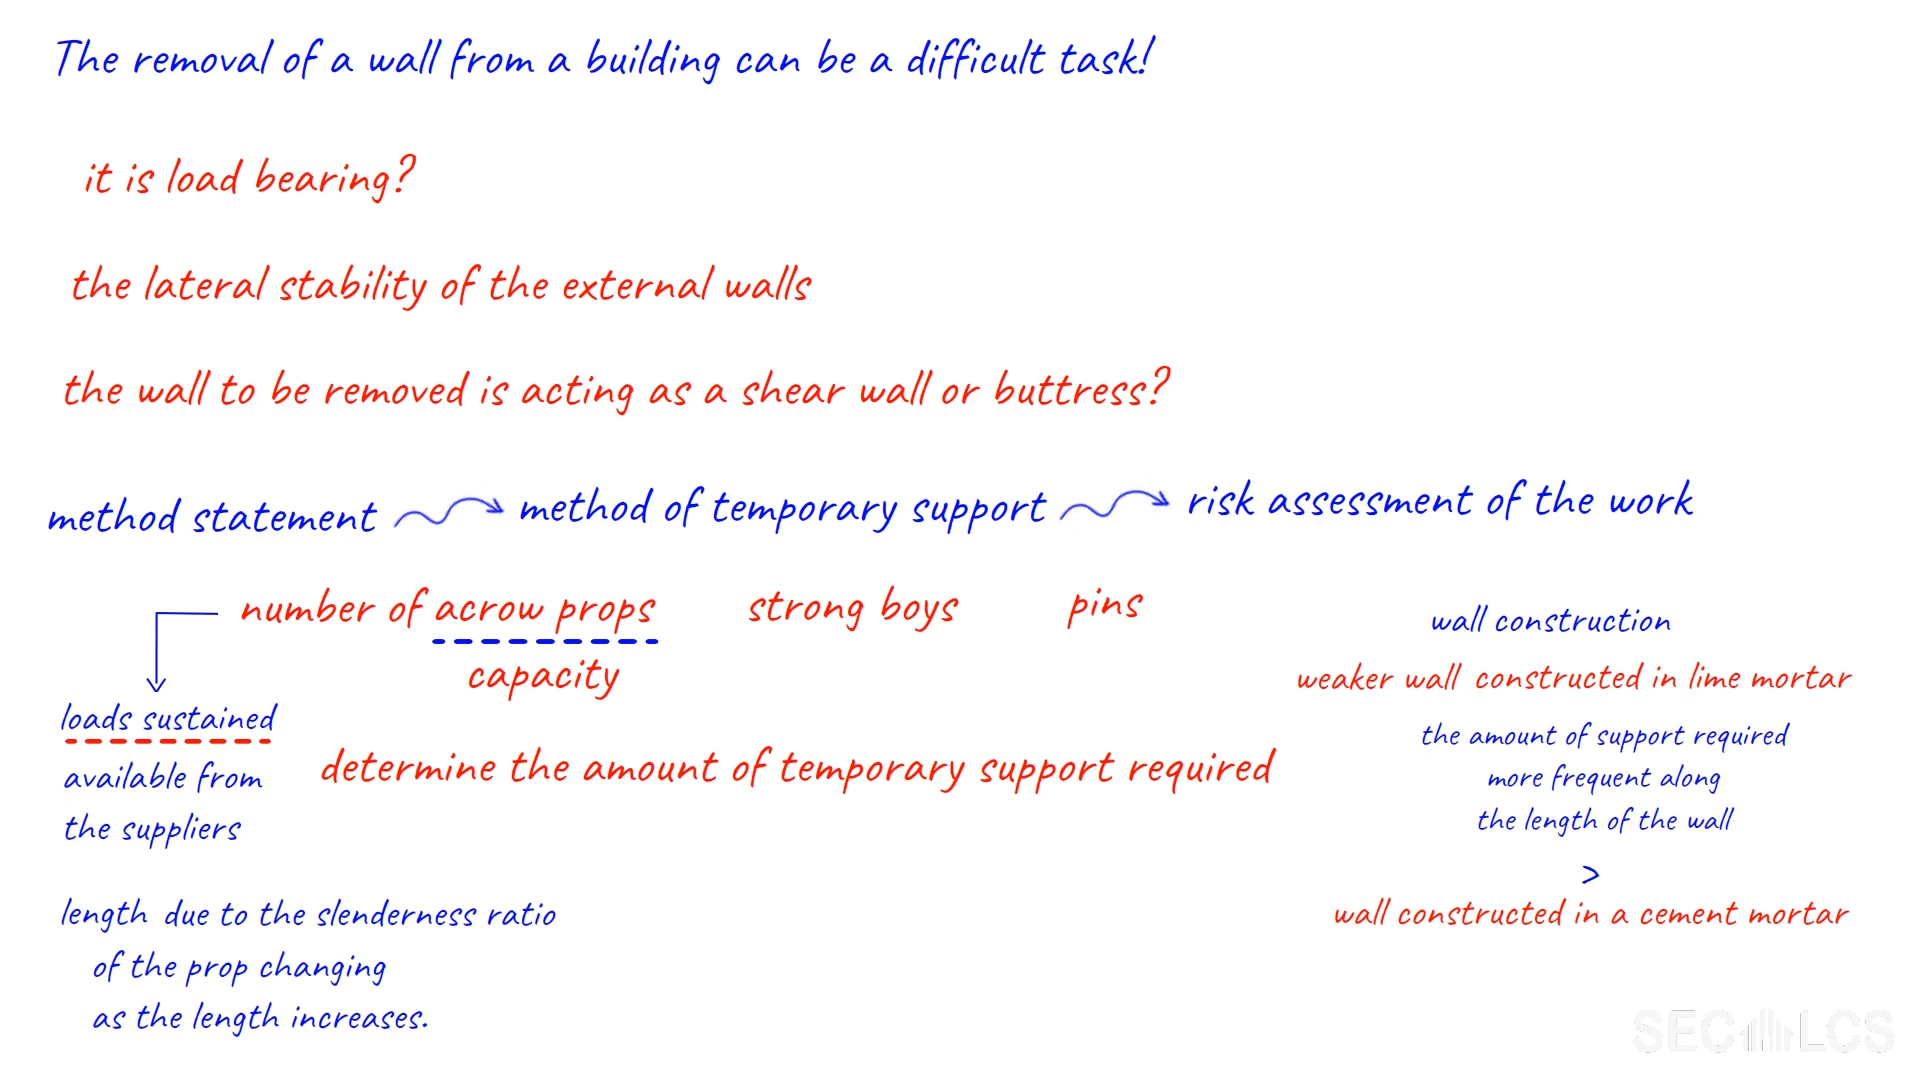 The removal of a wall from a building can be a difficult task!
it is load bearing?
the lateral stability of the external walls
the wall to be removed is acting as a shear wall or buttress?
method statement method of temporary support risk assessment of the work
number of acrow props strong boys pins
capacity
loads sustained
available from
the suppliers
determine the amount of temporary support required
length due to the slenderness ratio
of the prop changing
as the length increases.
wall construction
weaker wall constructed in lime mortar
the amount of support required
more frequent along
the length of the wall
>
wall constructed in a cement mortar
SEC LCS